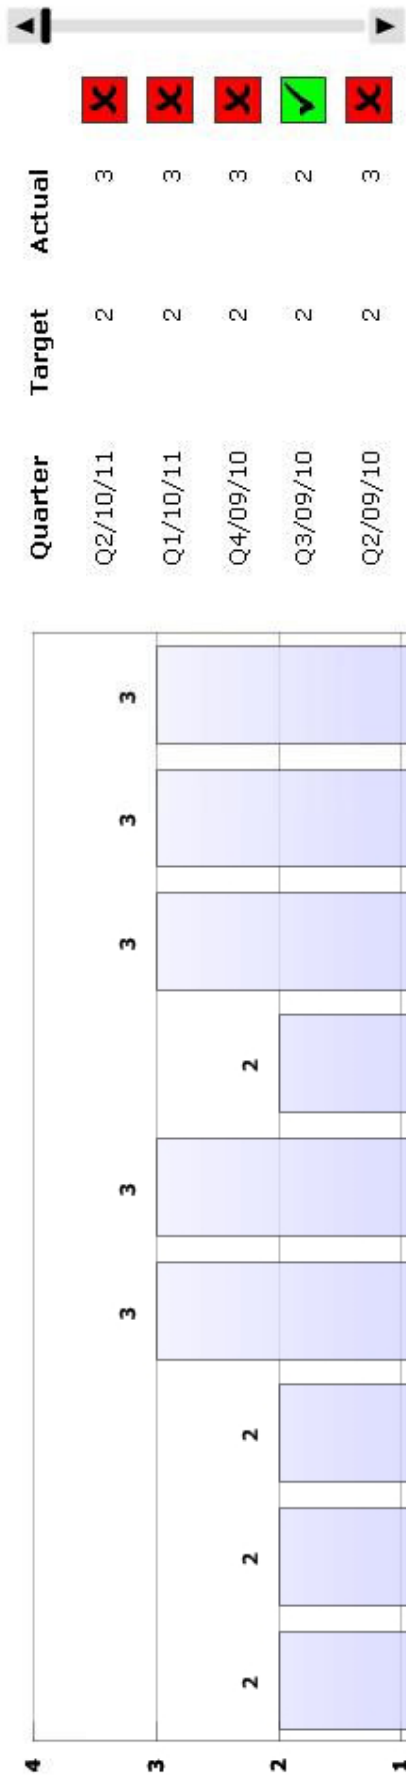 4
3
2
1
2 2 2 3 3 2 3 3 3
Quarter Target Actual
Q2/10/11 2 3
Q1/10/11 2 3
Q4/09/10 2 3
Q3/09/10 2 2
Q2/09/10 2 3